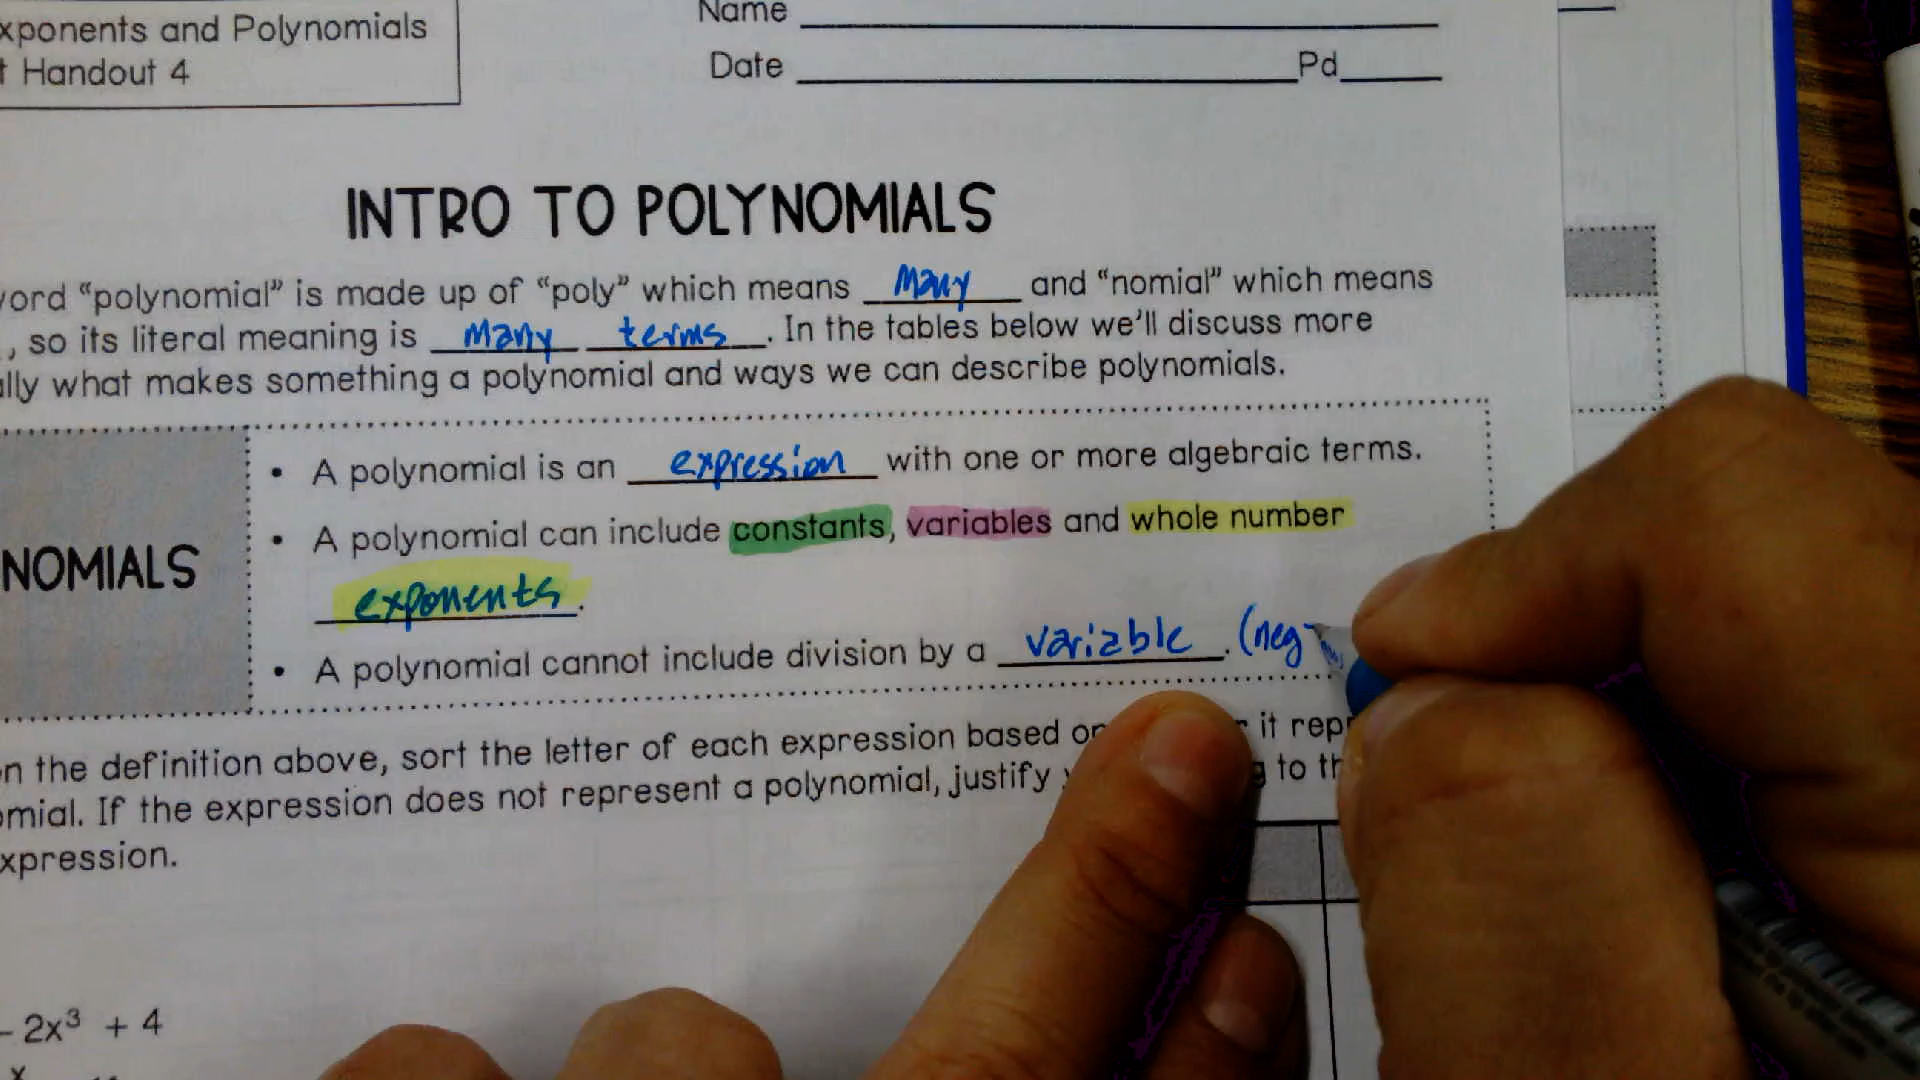 xponents and Polynomials
t Handout 4
Name
Date Pd
INTRO TO POLYNOMIALS
word "polynomial" is made up of "poly" which means many and "nomial" which means
, so its literal meaning is many terms. In the tables below we'll discuss more
ally what makes something a polynomial and ways we can describe polynomials.
NOMIALS
• A polynomial is an expression with one or more algebraic terms.
• A polynomial can include constants, variables and whole number
exponents.
• A polynomial cannot include division by a variable. (neg
n the definition above, sort the letter of each expression based on it rep
omial. If the expression does not represent a polynomial, justify to th
xpression.
- 2x³ + 4
x